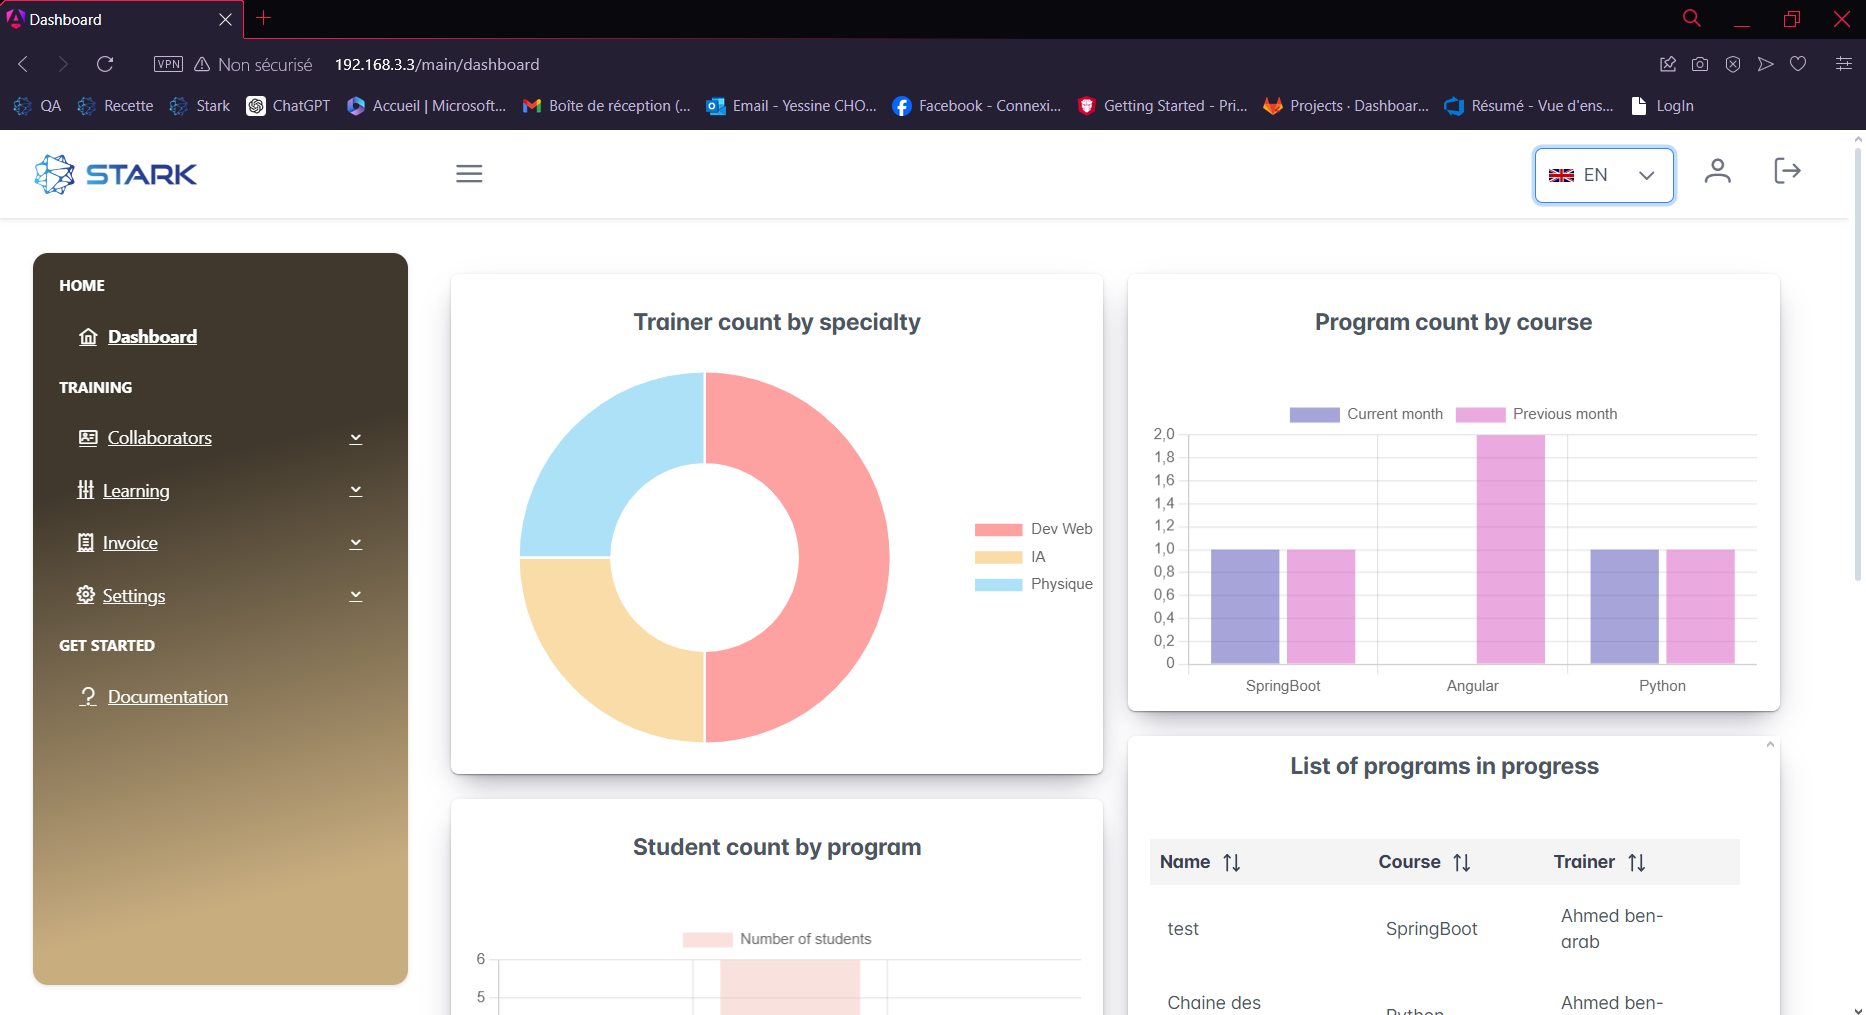 Dashboard
VPN Non sécurisé 192.168.3.3/main/dashboard
QA Recette Stark ChatGPT Accueil | Microsoft... Boîte de réception (... Email - Yessine CHO... Facebook - Connexi... Getting Started - Pri... Projects · Dashboar... Résumé - Vue d'ens... LogIn
STARK
EN
HOME
Dashboard
TRAINING
Collaborators
Learning
Invoice
Settings
GET STARTED
Documentation
Trainer count by specialty
Dev Web
IA
Physique
Program count by course
Current month Previous month
2,0
1,8
1,6
1,4
1,2
1,0
0,8
0,6
0,4
0,2
0
SpringBoot Angular Python
Student count by program
Number of students
6
5
List of programs in progress
Name Course Trainer
test SpringBoot Ahmed ben-
arab
Chaine des Python Ahmed ben-